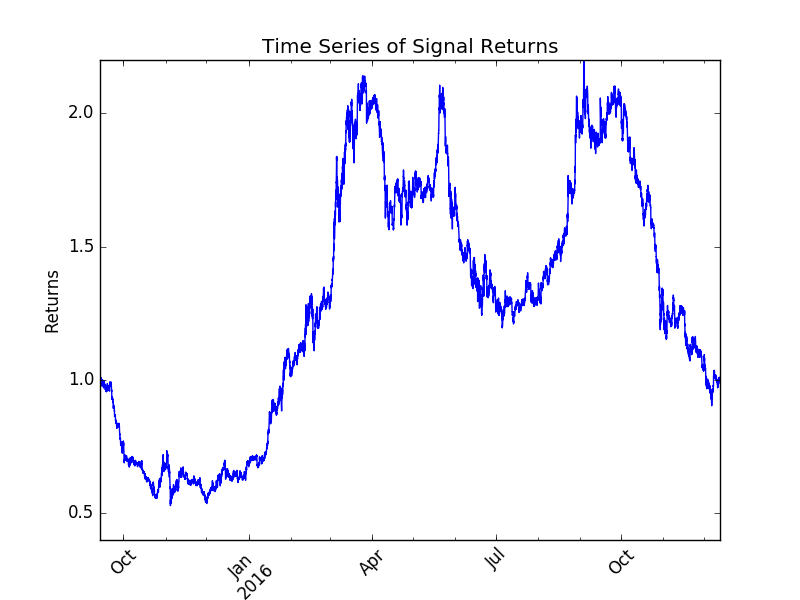 Time Series of Signal Returns
Returns
2.0
1.5
1.0
0.5
Oct
Jan
2016
Apr
Jul
Oct